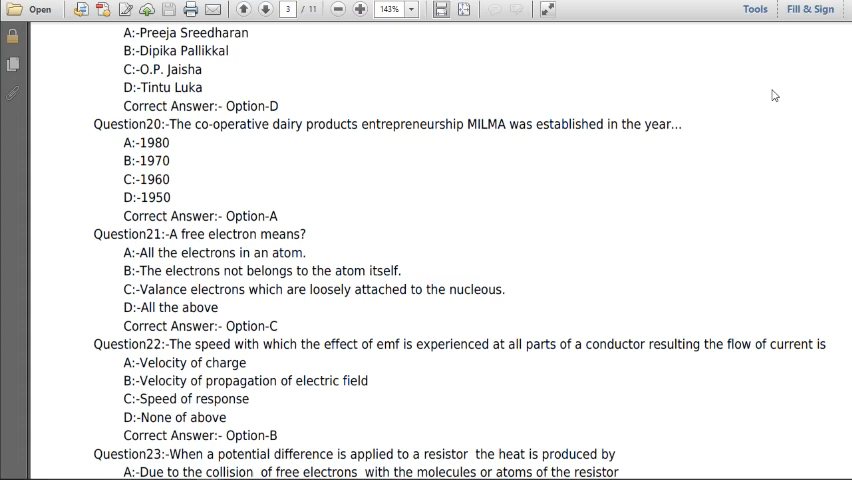 Open 3 / 11 143% Tools Fill & Sign
A:-Preeja Sreedharan
B:-Dipika Pallikkal
C:-O.P. Jaisha
D:-Tintu Luka
Correct Answer:- Option-D
Question20:-The co-operative dairy products entrepreneurship MILMA was established in the year...
A:-1980
B:-1970
C:-1960
D:-1950
Correct Answer:- Option-A
Question21:-A free electron means?
A:-All the electrons in an atom.
B:-The electrons not belongs to the atom itself.
C:-Valance electrons which are loosely attached to the nucleous.
D:-All the above
Correct Answer:- Option-C
Question22:-The speed with which the effect of emf is experienced at all parts of a conductor resulting the flow of current is
A:-Velocity of charge
B:-Velocity of propagation of electric field
C:-Speed of response
D:-None of above
Correct Answer:- Option-B
Question23:-When a potential difference is applied to a resistor  the heat is produced by
A:-Due to the collision  of free electrons  with the molecules or atoms of the resistor